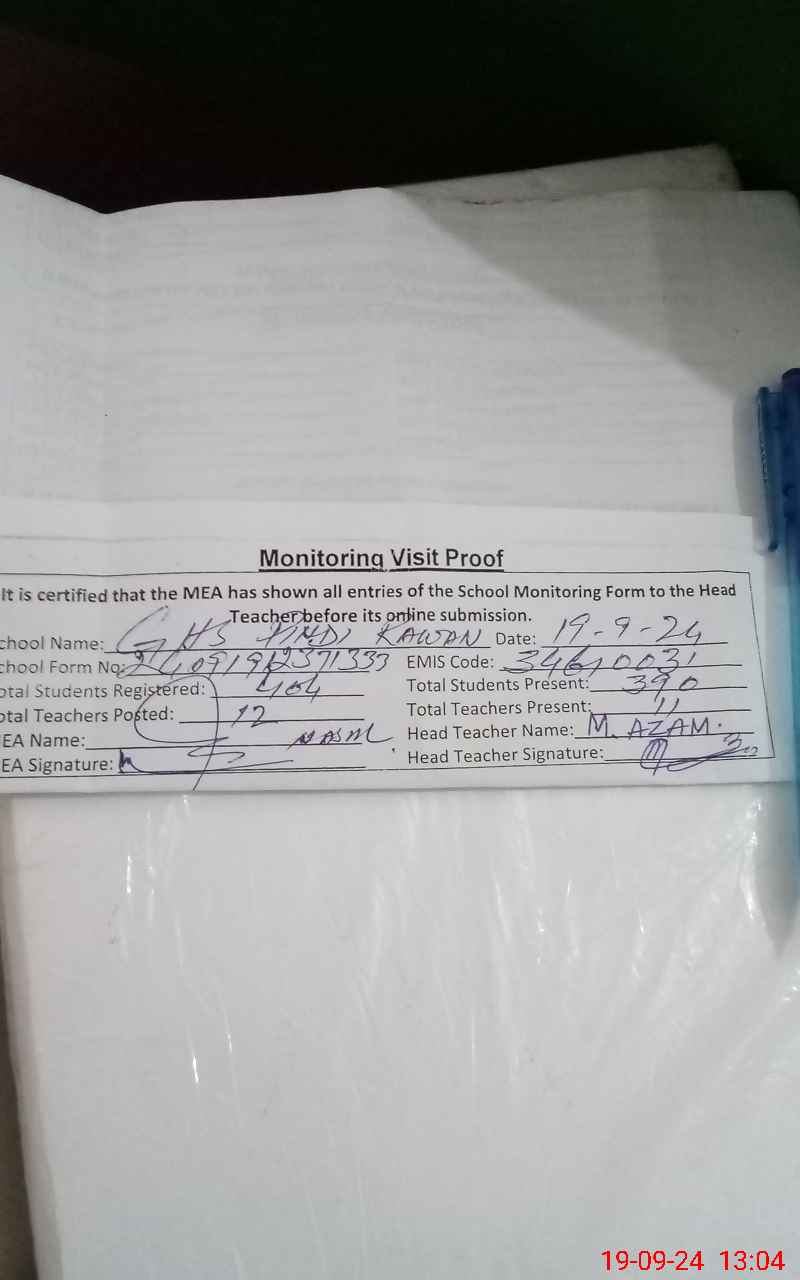 Monitoring Visit Proof
It is certified that the MEA has shown all entries of the School Monitoring Form to the Head
Teacher before its online submission.
chool Name: GHS PINDI KAWAN Date: 19-9-24
chool Form No: EMIS Code: 34610031
otal Students Registered: 404 Total Students Present: 390
otal Teachers Posted: 12 Total Teachers Present: 11
EA Name: Head Teacher Name: M. AZAM.
EA Signature: Head Teacher Signature:
19-09-24 13:04